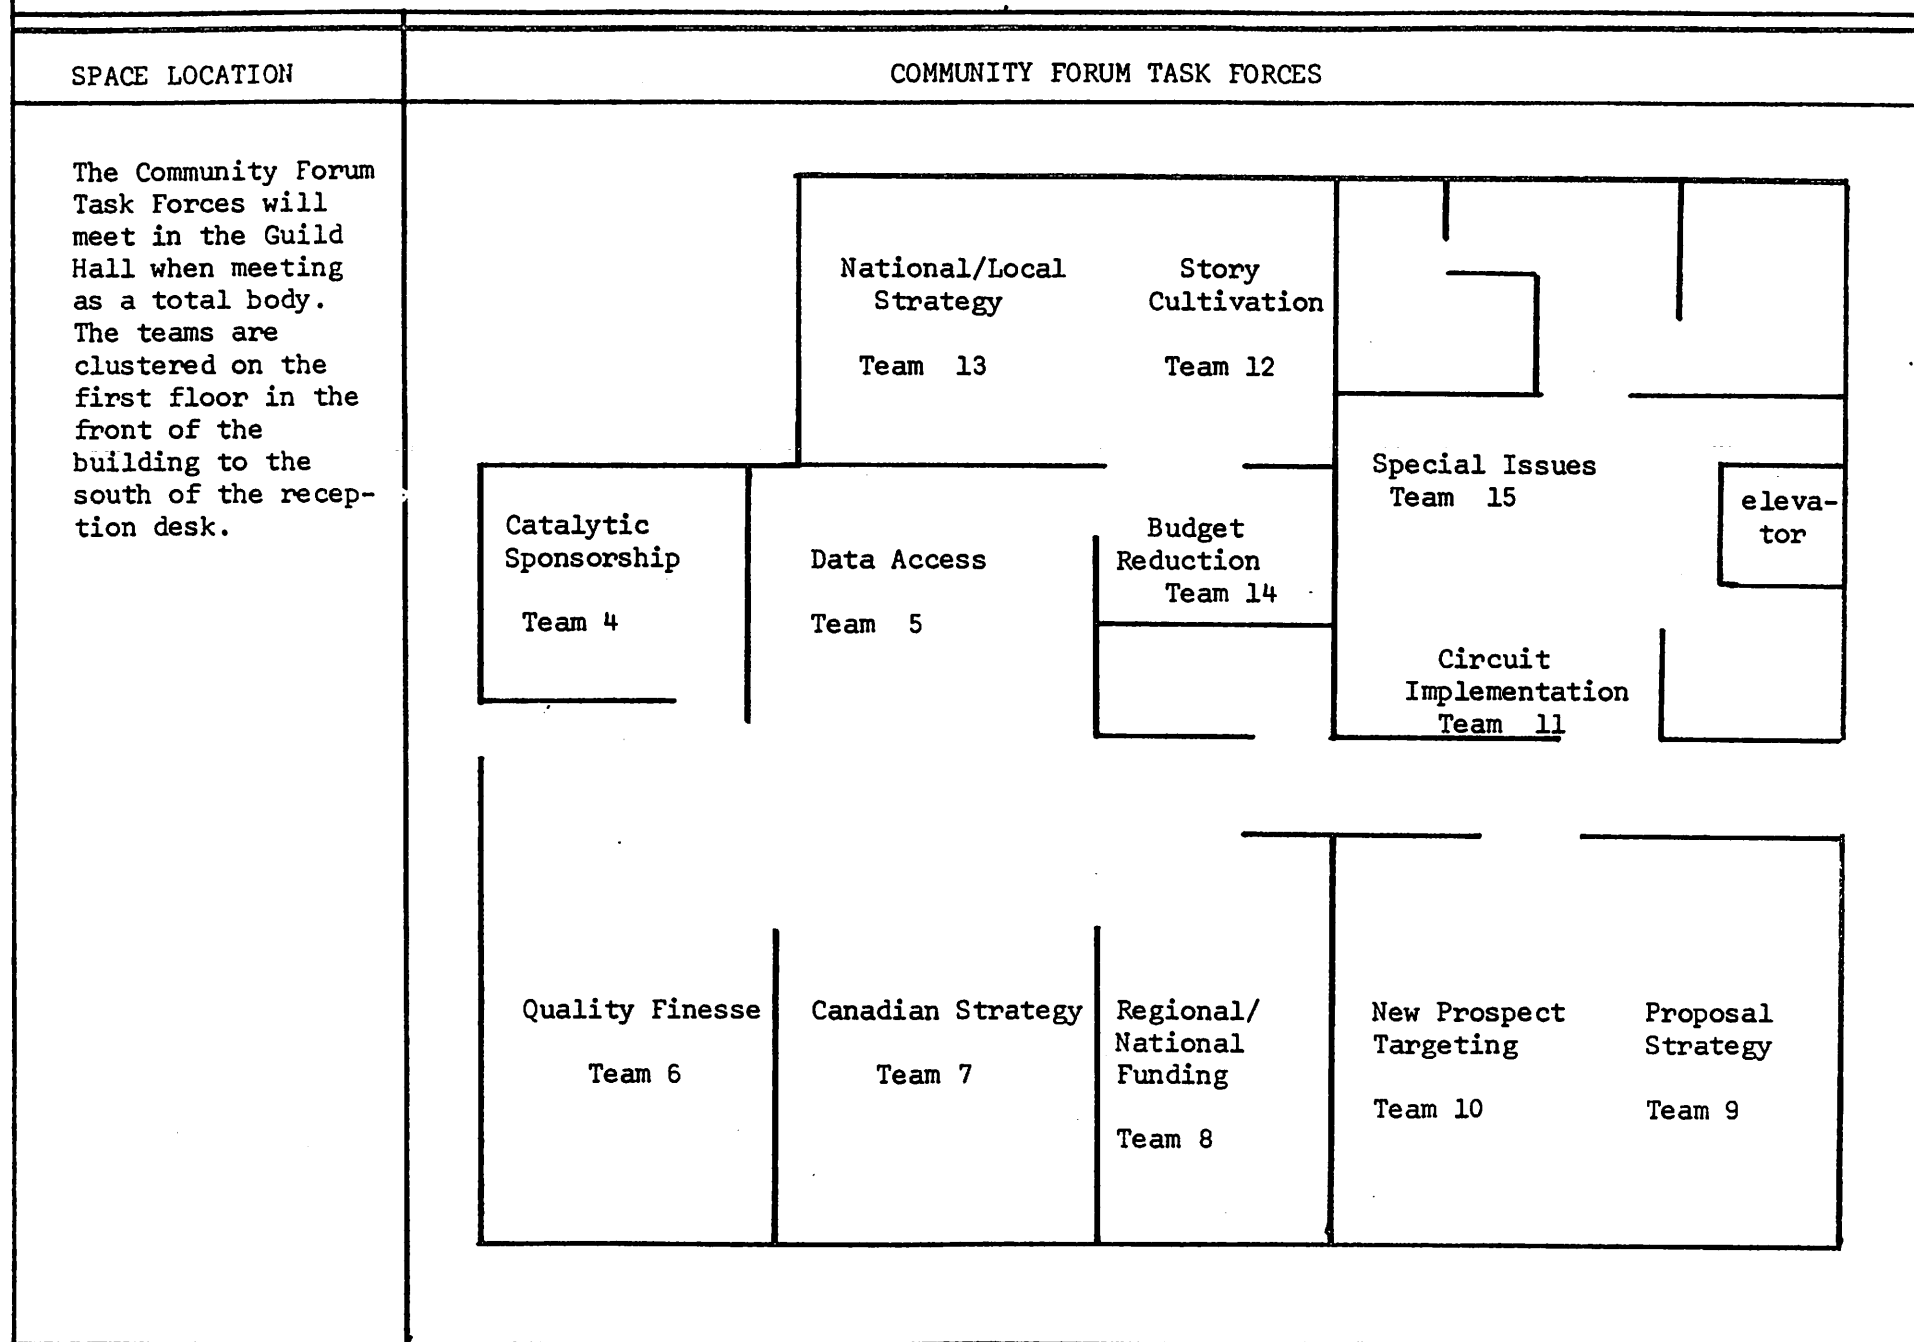 SPACE LOCATION
COMMUNITY FORUM TASK FORCES
The Community Forum
Task Forces will
meet in the Guild
Hall when meeting
as a total body.
The teams are
clustered on the
first floor in the
front of the
building to the
south of the recep-
tion desk.
National/Local
Strategy
Team 13
Story
Cultivation
Team 12
Special Issues
Team 15
eleva-
tor
Catalytic
Sponsorship
Team 4
Data Access
Team 5
Budget
Reduction
Team 14
Circuit
Implementation
Team 11
Quality Finesse
Team 6
Canadian Strategy
Team 7
Regional/
National
Funding
Team 8
New Prospect
Targeting
Team 10
Proposal
Strategy
Team 9